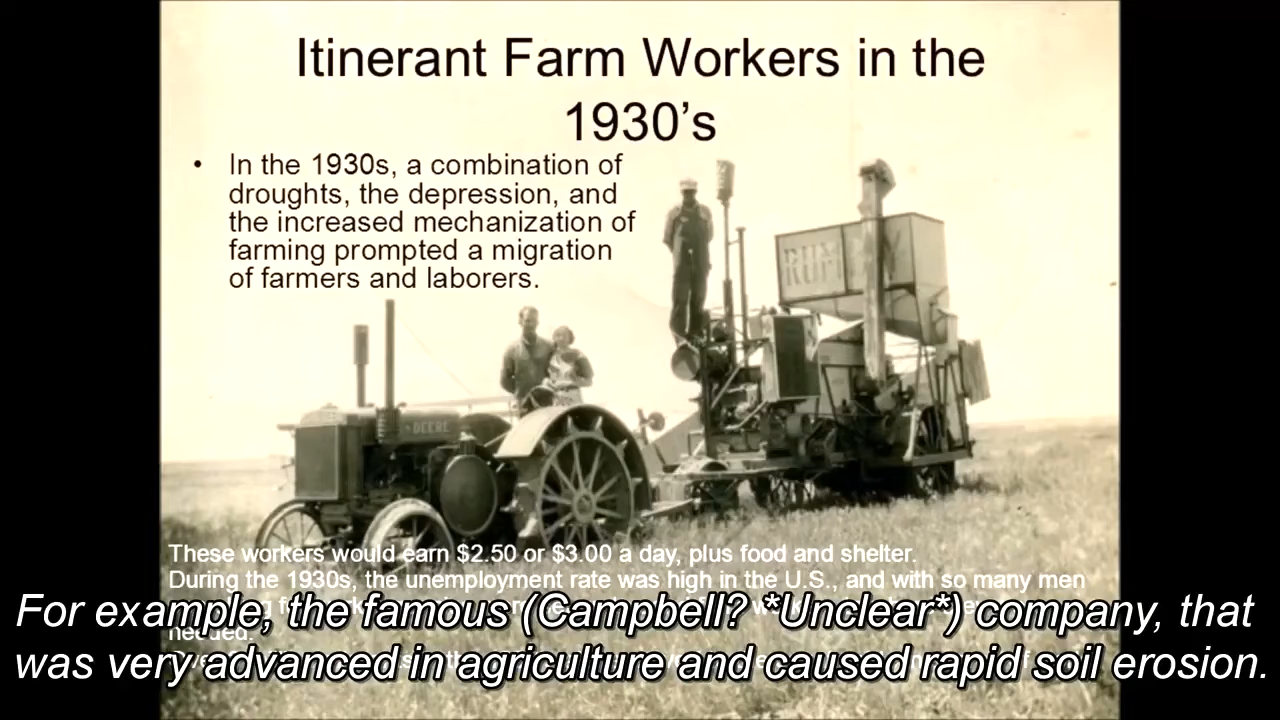 Itinerant Farm Workers in the
1930's
• In the 1930s, a combination of
droughts, the depression, and
the increased mechanization of
farming prompted a migration
of farmers and laborers.
RUM
DEERE
These workers would earn $2.50 or $3.00 a day, plus food and shelter.
During the 1930s, the unemployment rate was high in the U.S., and with so many men
needed.
For example, the famous (Campbell? *Unclear*) company, that
was very advanced in agriculture and caused rapid soil erosion.